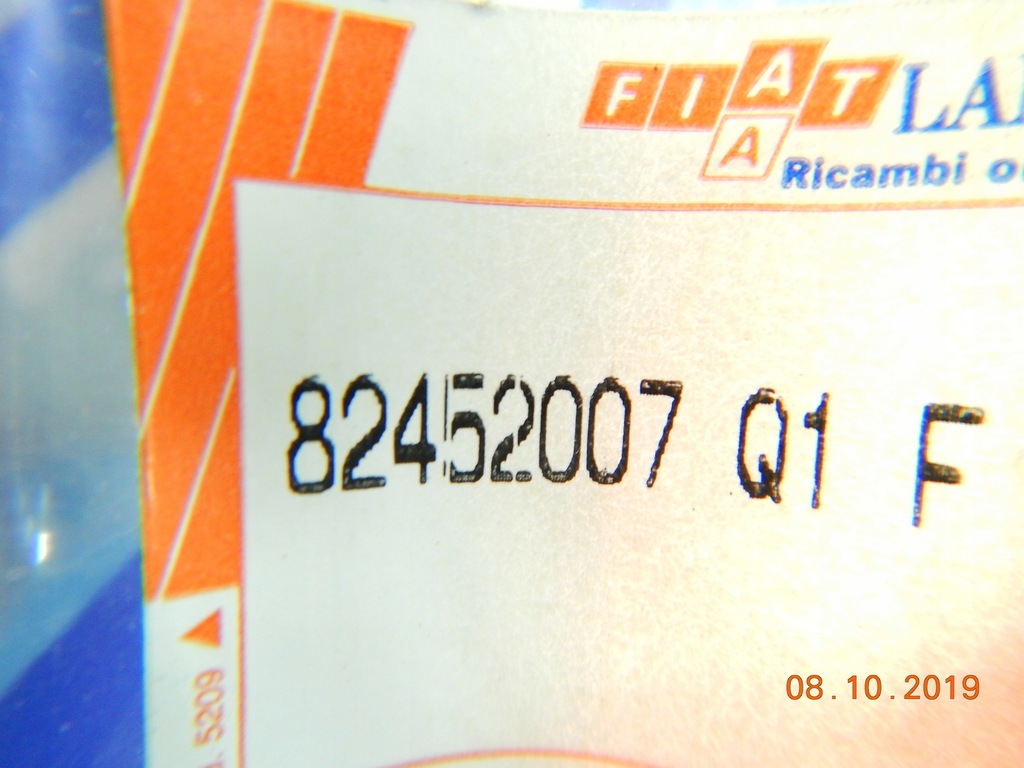 FIAT LA
A
Ricambi o
82452007 Q1 F
5209
08.10.2019